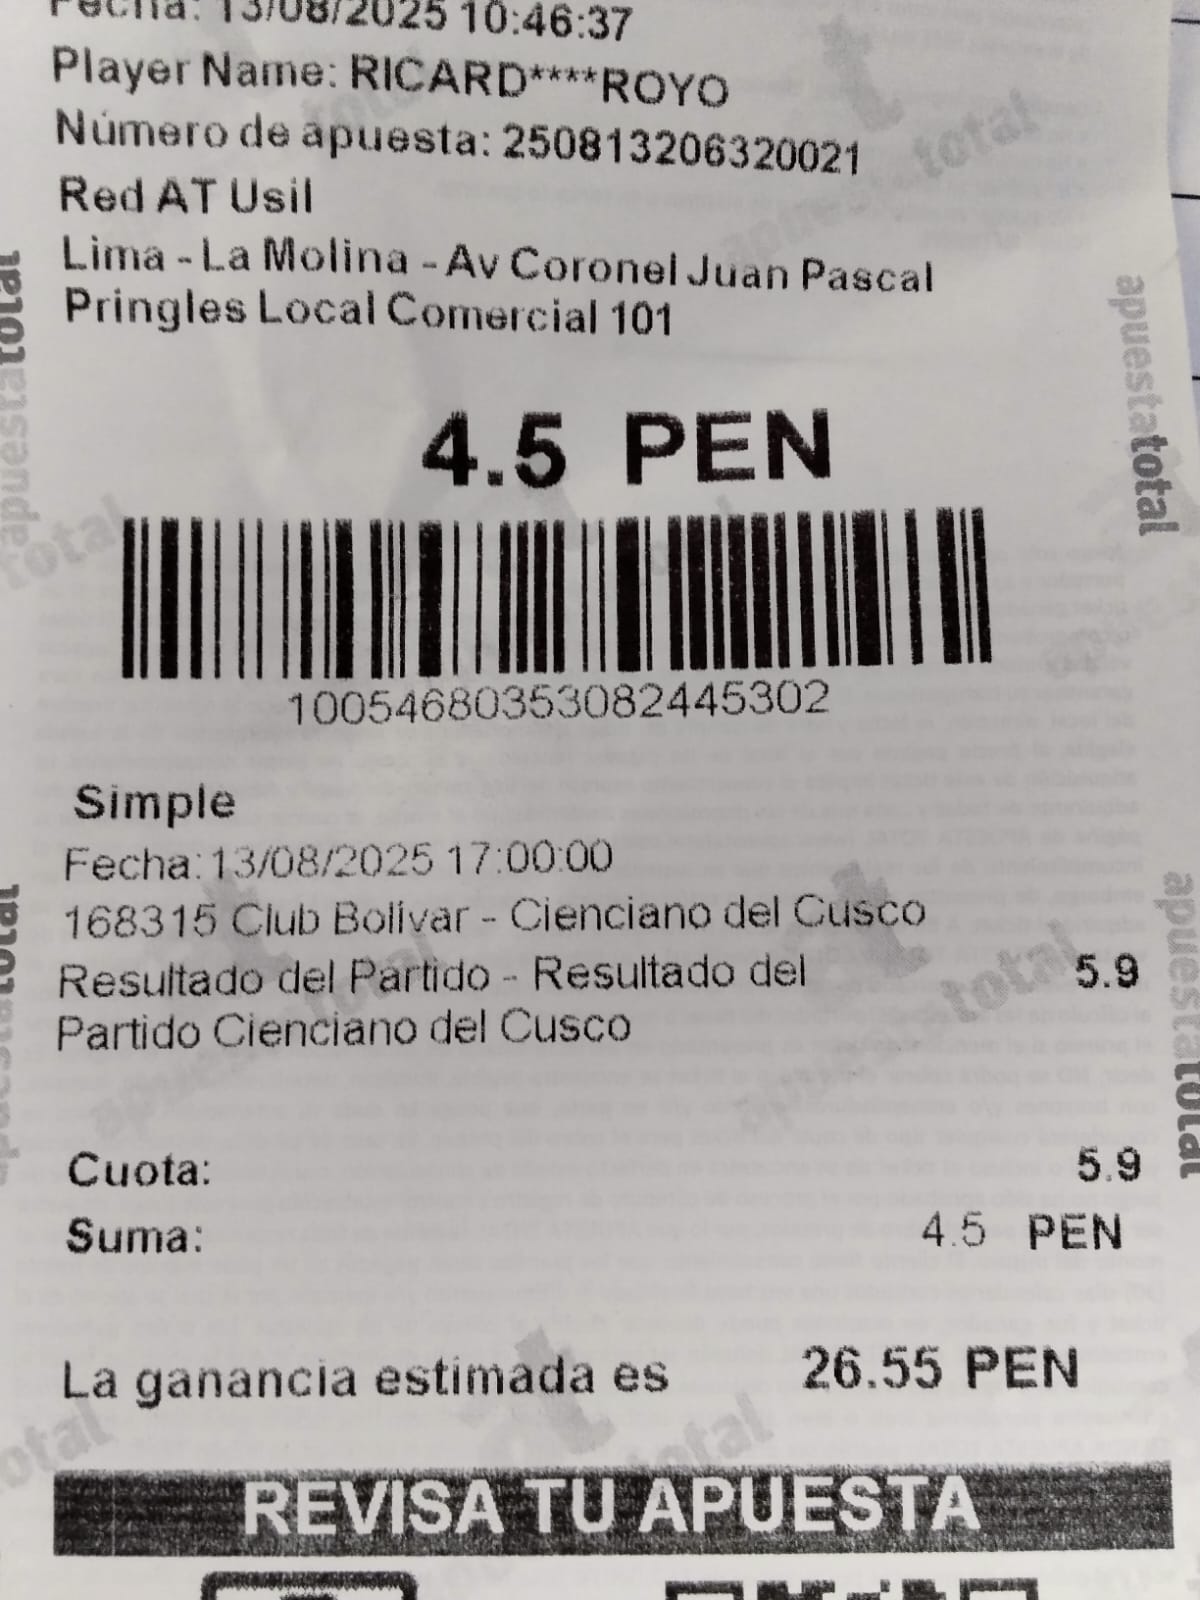 Fecha: 13/08/2025 10:46:37
Player Name: RICARD****ROYO
Número de apuesta: 250813206320021
Red AT Usil
Lima - La Molina - Av Coronel Juan Pascal
Pringles Local Comercial 101
4.5 PEN
10054680353082445302
Simple
Fecha: 13/08/2025 17:00:00
168315 Club Bolivar - Cienciano del Cusco
Resultado del Partido - Resultado del 5.9
Partido Cienciano del Cusco
Cuota: 5.9
Suma: 4.5 PEN
La ganancia estimada es 26.55 PEN
REVISA TU APUESTA
apuestatotal
apuestatotal
apuestatotal